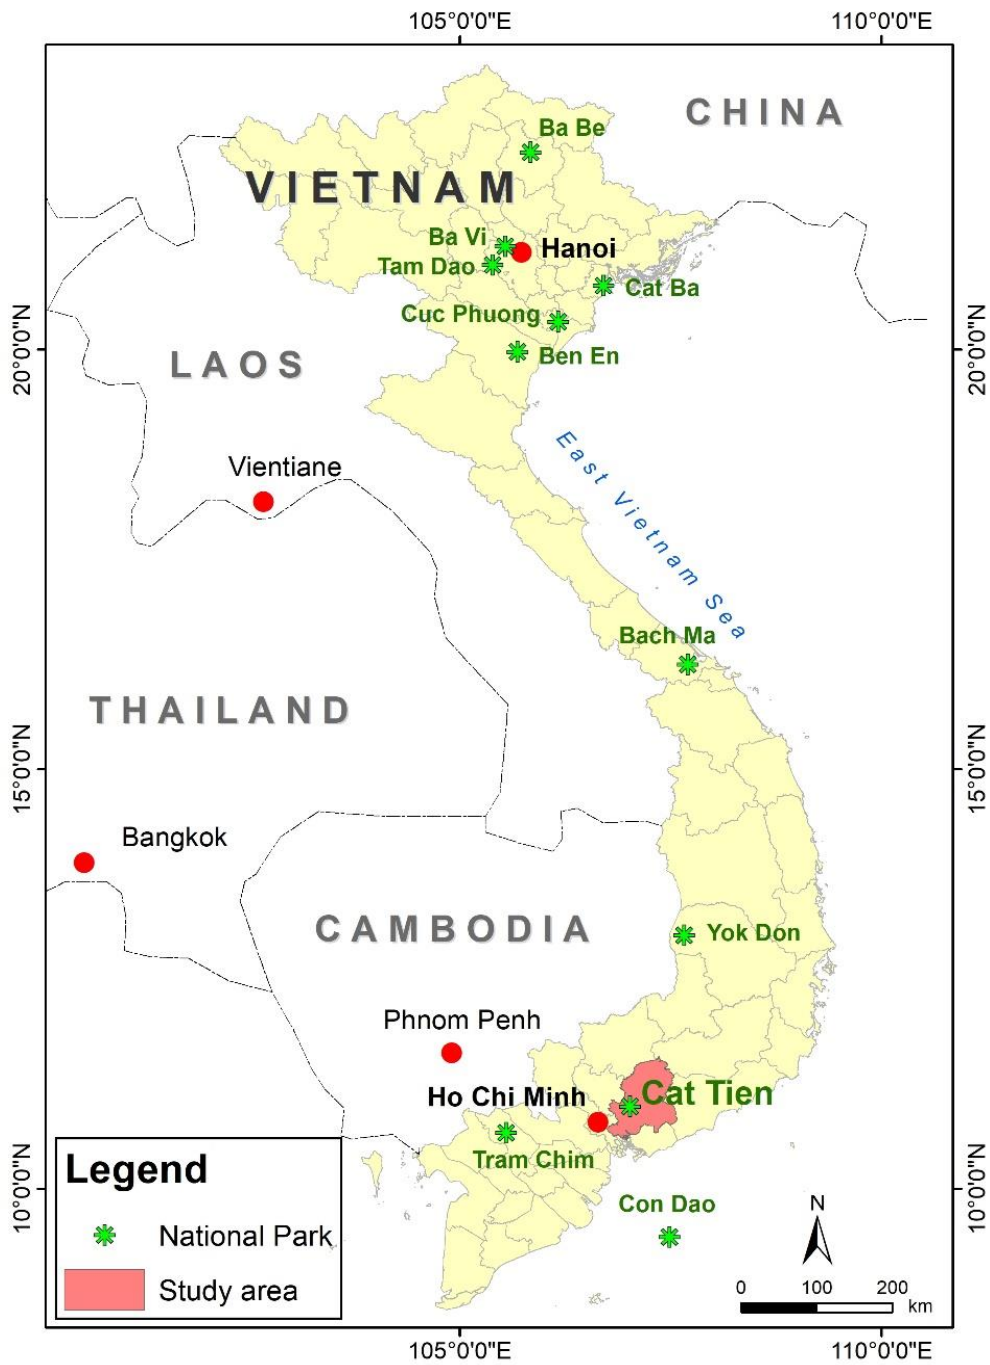 105°0'0"E
110°0'0"E
CHINA
Ba Be
VIETNAM
Ba Vi
Hanoi
Tam Dao
Cat Ba
Cuc Phuong
Ben En
20°0'0"N
20°0'0"N
LAOS
East Vietnam Sea
Vientiane
Bach Ma
THAILAND
15°0'0"N
15°0'0"N
Bangkok
CAMBODIA
Yok Don
Phnom Penh
Ho Chi Minh
Cat Tien
Tram Chim
Con Dao
10°0'0"N
10°0'0"N
Legend
National Park
Study area
N
0 100 200
km
105°0'0"E
110°0'0"E